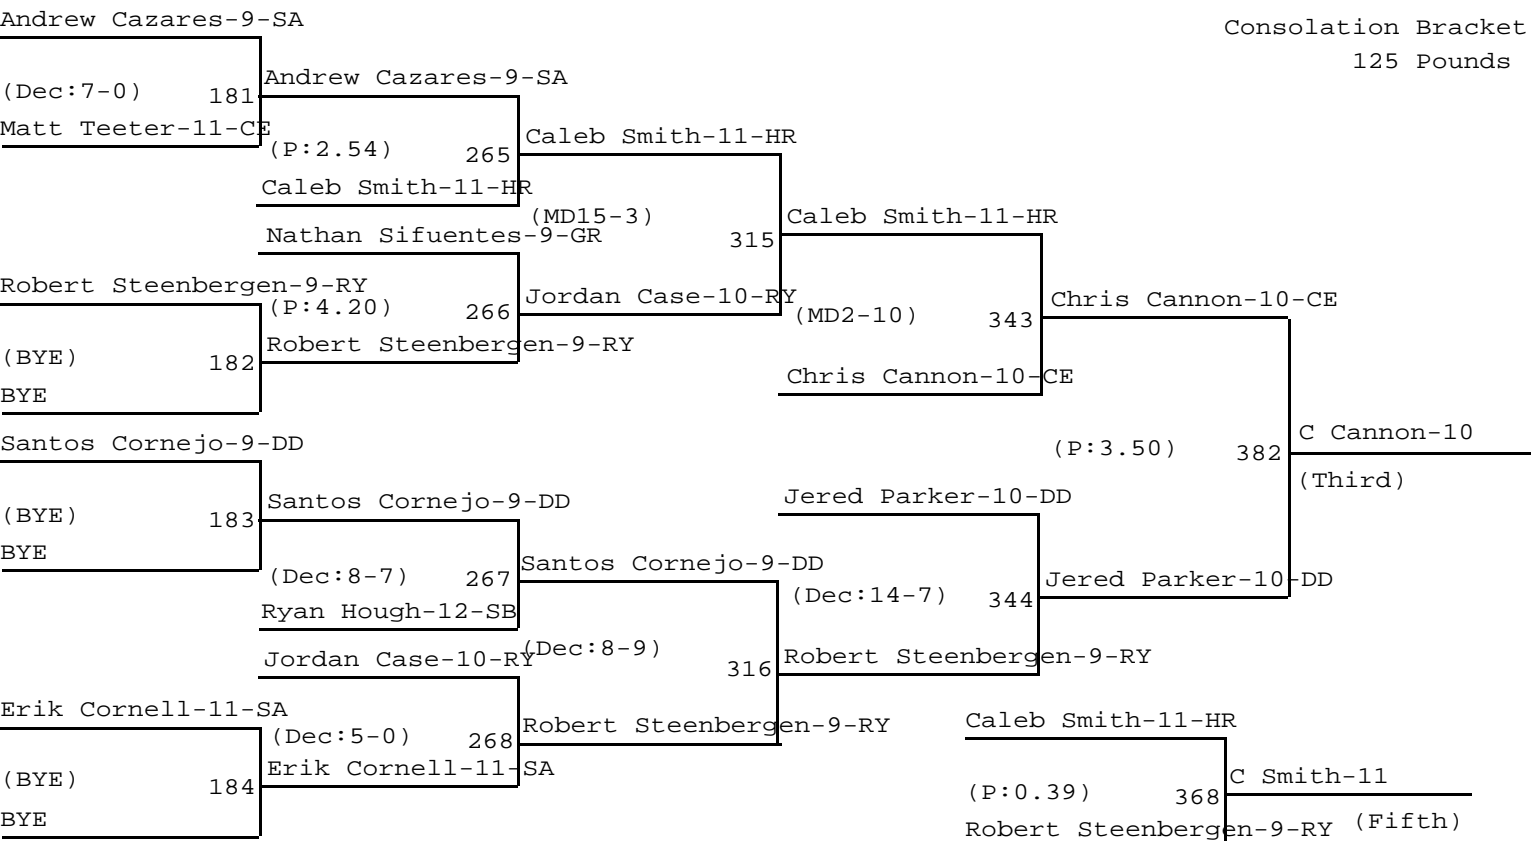 Consolation Bracket
125 Pounds
Andrew Cazares-9-SA
(Dec:7-0) 181
Matt Teeter-11-CE
Robert Steenbergen-9-RY
(BYE) 182
BYE
Santos Cornejo-9-DD
(BYE) 183
BYE
Erik Cornell-11-SA
(BYE) 184
BYE
Andrew Cazares-9-SA
(P:2.54) 265
Caleb Smith-11-HR
Nathan Sifuentes-9-GR
(P:4.20) 266
Robert Steenbergen-9-RY
Santos Cornejo-9-DD
(Dec:8-7) 267
Ryan Hough-12-SB
Jordan Case-10-RY
(Dec:5-0) 268
Erik Cornell-11-SA
Caleb Smith-11-HR
(MD15-3) 315
Jordan Case-10-RY
Santos Cornejo-9-DD
(Dec:8-9) 316
Robert Steenbergen-9-RY
Caleb Smith-11-HR
(MD2-10) 343
Chris Cannon-10-CE
Jered Parker-10-DD
(Dec:14-7) 344
Robert Steenbergen-9-RY
Chris Cannon-10-CE
(P:3.50) 382
Jered Parker-10-DD
C Cannon-10
(Third)
Caleb Smith-11-HR
(P:0.39) 368
Robert Steenbergen-9-RY
C Smith-11
(Fifth)